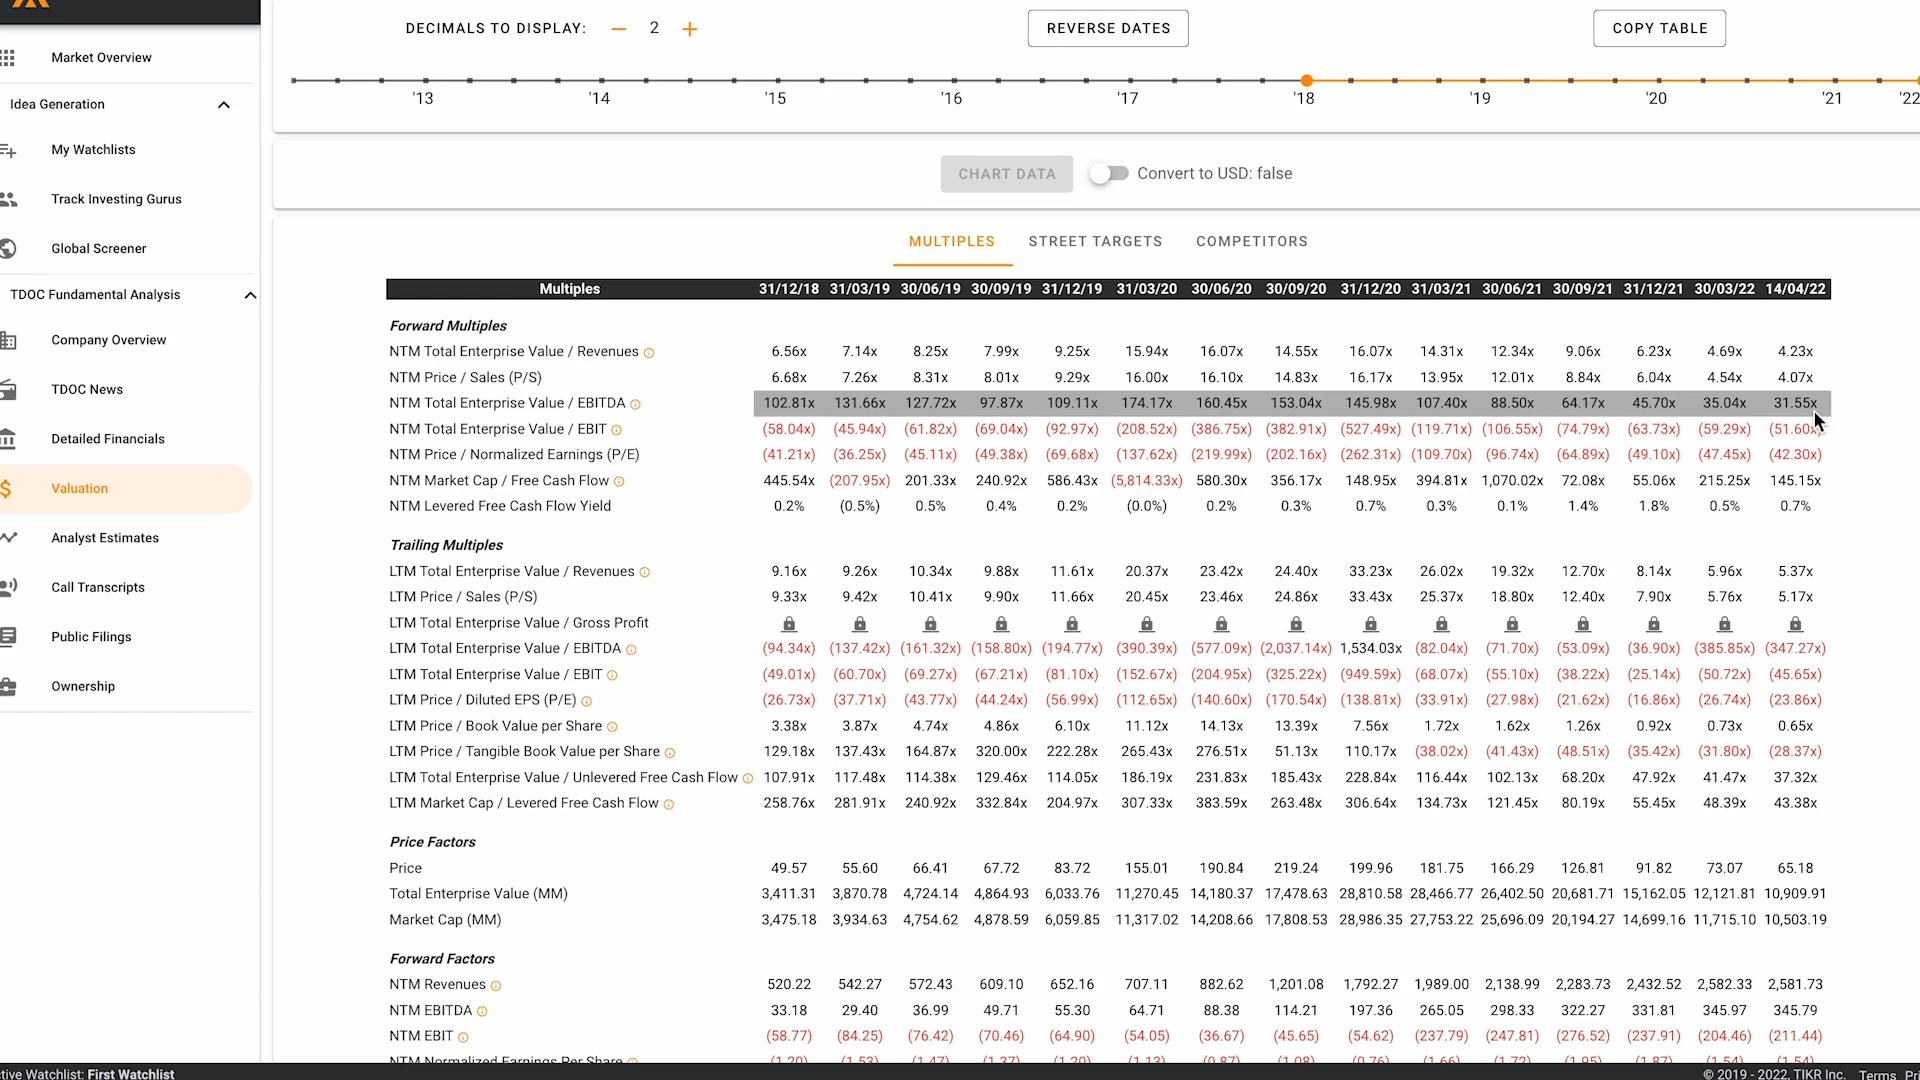 DECIMALS TO DISPLAY: − 2 + REVERSE DATES COPY TABLE
'13 '14 '15 '16 '17 '18 '19 '20 '21 '22
CHART DATA Convert to USD: false
MULTIPLES STREET TARGETS COMPETITORS
Market Overview
Idea Generation
My Watchlists
Track Investing Gurus
Global Screener
TDOC Fundamental Analysis
Company Overview
TDOC News
Detailed Financials
Valuation
Analyst Estimates
Call Transcripts
Public Filings
Ownership
Multiples 31/12/18 31/03/19 30/06/19 30/09/19 31/12/19 31/03/20 30/06/20 30/09/20 31/12/20 31/03/21 30/06/21 30/09/21 31/12/21 30/03/22 14/04/22
Forward Multiples
NTM Total Enterprise Value / Revenues 6.56x 7.14x 8.25x 7.99x 9.25x 15.94x 16.07x 14.55x 16.07x 14.31x 12.34x 9.06x 6.23x 4.69x 4.23x
NTM Price / Sales (P/S) 6.68x 7.26x 8.31x 8.01x 9.29x 16.00x 16.10x 14.83x 16.17x 13.95x 12.01x 8.84x 6.04x 4.54x 4.07x
NTM Total Enterprise Value / EBITDA 102.81x 131.66x 127.72x 97.87x 109.11x 174.17x 160.45x 153.04x 145.98x 107.40x 88.50x 64.17x 45.70x 35.04x 31.55x
NTM Total Enterprise Value / EBIT (58.04x) (45.94x) (61.82x) (69.04x) (92.97x) (208.52x) (386.75x) (382.91x) (527.49x) (119.71x) (106.55x) (74.79x) (63.73x) (59.29x) (51.60x)
NTM Price / Normalized Earnings (P/E) (41.21x) (36.25x) (45.11x) (49.38x) (69.68x) (137.62x) (219.99x) (202.16x) (262.31x) (109.70x) (96.74x) (64.89x) (49.10x) (47.45x) (42.30x)
NTM Market Cap / Free Cash Flow 445.54x (207.95x) 201.33x 240.92x 586.43x (5,814.33x) 580.30x 356.17x 148.95x 394.81x 1,070.02x 72.08x 55.06x 215.25x 145.15x
NTM Levered Free Cash Flow Yield 0.2% (0.5%) 0.5% 0.4% 0.2% (0.0%) 0.2% 0.3% 0.7% 0.3% 0.1% 1.4% 1.8% 0.5% 0.7%
Trailing Multiples
LTM Total Enterprise Value / Revenues 9.16x 9.26x 10.34x 9.88x 11.61x 20.37x 23.42x 24.40x 33.23x 26.02x 19.32x 12.70x 8.14x 5.96x 5.37x
LTM Price / Sales (P/S) 9.33x 9.42x 10.41x 9.90x 11.66x 20.45x 23.46x 24.86x 33.43x 25.37x 18.80x 12.40x 7.90x 5.76x 5.17x
LTM Total Enterprise Value / Gross Profit
LTM Total Enterprise Value / EBITDA (94.34x) (137.42x) (161.32x) (158.80x) (194.77x) (390.39x) (577.09x) (2,037.14x) 1,534.03x (82.04x) (71.70x) (53.09x) (36.90x) (385.85x) (347.27x)
LTM Total Enterprise Value / EBIT (49.01x) (60.70x) (69.27x) (67.21x) (81.10x) (152.67x) (204.95x) (325.22x) (949.59x) (68.07x) (55.10x) (38.22x) (25.14x) (50.72x) (45.65x)
LTM Price / Diluted EPS (P/E) (26.73x) (37.71x) (43.77x) (44.24x) (56.99x) (112.65x) (140.60x) (170.54x) (138.81x) (33.91x) (27.98x) (21.62x) (16.86x) (26.74x) (23.86x)
LTM Price / Book Value per Share 3.38x 3.87x 4.74x 4.86x 6.10x 11.12x 14.13x 13.39x 7.56x 1.72x 1.62x 1.26x 0.92x 0.73x 0.65x
LTM Price / Tangible Book Value per Share 129.18x 137.43x 164.87x 320.00x 222.28x 265.43x 276.51x 51.13x 110.17x (38.02x) (41.43x) (48.51x) (35.42x) (31.80x) (28.37x)
LTM Total Enterprise Value / Unlevered Free Cash Flow 107.91x 117.48x 114.38x 129.46x 114.05x 186.19x 231.83x 185.43x 228.84x 116.44x 102.13x 68.20x 47.92x 41.47x 37.32x
LTM Market Cap / Levered Free Cash Flow 258.76x 281.91x 240.92x 332.84x 204.97x 307.33x 383.59x 263.48x 306.64x 134.73x 121.45x 80.19x 55.45x 48.39x 43.38x
Price Factors
Price 49.57 55.60 66.41 67.72 83.72 155.01 190.84 219.24 199.96 181.75 166.29 126.81 91.82 73.07 65.18
Total Enterprise Value (MM) 3,411.31 3,870.78 4,724.14 4,864.93 6,033.76 11,270.45 14,180.37 17,478.63 28,810.58 28,466.77 26,402.50 20,681.71 15,162.05 12,121.81 10,909.91
Market Cap (MM) 3,475.18 3,934.63 4,754.62 4,878.59 6,059.85 11,317.02 14,208.66 17,808.53 28,986.35 27,753.22 25,696.09 20,194.27 14,699.16 11,715.10 10,503.19
Forward Factors
NTM Revenues 520.22 542.27 572.43 609.10 652.16 707.11 882.62 1,201.08 1,792.27 1,989.00 2,138.99 2,283.73 2,432.52 2,582.33 2,581.73
NTM EBITDA 33.18 29.40 36.99 49.71 55.30 64.71 88.38 114.21 197.36 265.05 298.33 322.27 331.81 345.97 345.79
NTM EBIT (58.77) (84.25) (76.42) (70.46) (64.90) (54.05) (36.67) (45.65) (54.62) (237.79) (247.81) (276.52) (237.91) (204.46) (211.44)
NTM Normalized Earnings Per Share (1.20) (1.53) (1.47) (1.37) (1.20) (1.13) (0.87) (1.08) (0.76) (1.66) (1.72) (1.95) (1.87) (1.54) (1.54)
ctive Watchlist: First Watchlist © 2019 - 2022, TIKR Inc. Terms Pri